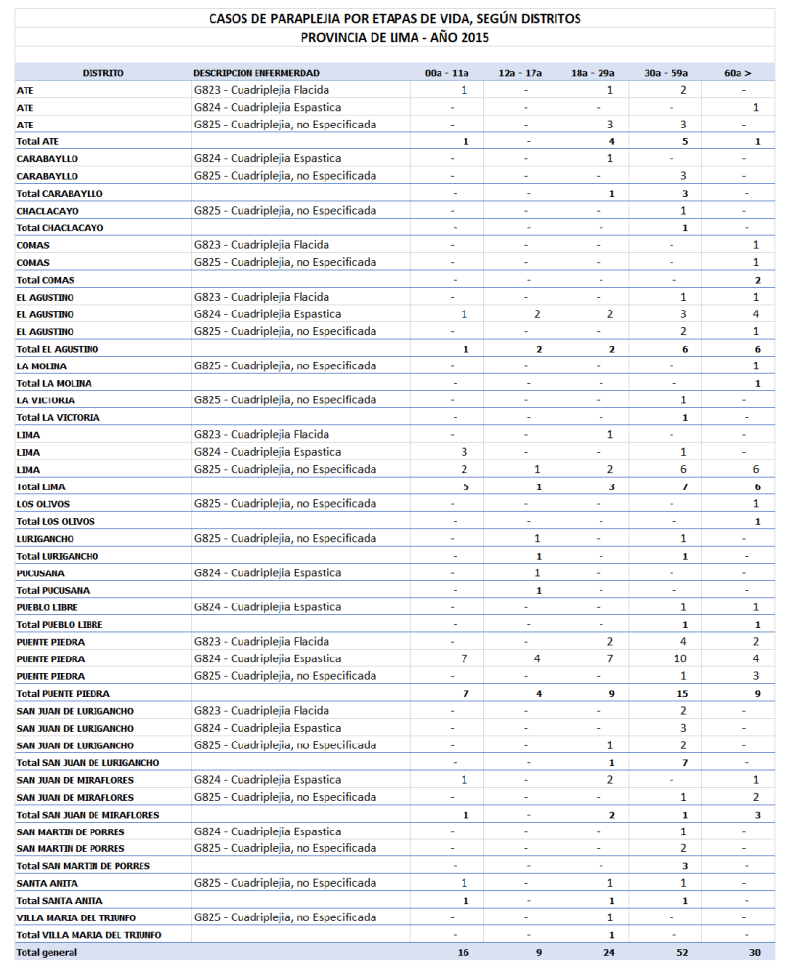 CASOS DE PARAPLEJIA POR ETAPAS DE VIDA, SEGÚN DISTRITOS
PROVINCIA DE LIMA - AÑO 2015
DISTRITO DESCRIPCION ENFERMERDAD 00a - 11a 12a - 17a 18a - 29a 30a - 59a 60a >
ATE G823 - Cuadriplejia Flacida 1 - 1 2 -
ATE G824 - Cuadriplejia Espastica - - - - 1
ATE G825 - Cuadriplejia, no Especificada - - 3 3 -
Total ATE 1 - 4 5 1
CARABAYLLO G824 - Cuadriplejia Espastica - - 1 - -
CARABAYLLO G825 - Cuadriplejia, no Especificada - - - 3 -
Total CARABAYLLO - - 1 3 -
CHACLACAYO G825 - Cuadriplejia, no Especificada - - - 1 -
Total CHACLACAYO - - - 1 -
COMAS G823 - Cuadriplejia Flacida - - - - 1
COMAS G825 - Cuadriplejia, no Especificada - - - - 1
Total COMAS - - - - 2
EL AGUSTINO G823 - Cuadriplejia Flacida - - - 1 1
EL AGUSTINO G824 - Cuadriplejia Espastica 1 2 2 3 4
EL AGUSTINO G825 - Cuadriplejia, no Especificada - - - 2 1
Total EL AGUSTINO 1 2 2 6 6
LA MOLINA G825 - Cuadriplejia, no Especificada - - - - 1
Total LA MOLINA - - - - 1
LA VICTORIA G825 - Cuadriplejia, no Especificada - - - 1 -
Total LA VICTORIA - - - 1 -
LIMA G823 - Cuadriplejia Flacida - - 1 - -
LIMA G824 - Cuadriplejia Espastica 3 - - 1 -
LIMA G825 - Cuadriplejia, no Especificada 2 1 2 6 6
Total LIMA 5 1 3 7 6
LOS OLIVOS G825 - Cuadriplejia, no Especificada - - - - 1
Total LOS OLIVOS - - - - 1
LURIGANCHO G825 - Cuadriplejia, no Especificada - 1 - 1 -
Total LURIGANCHO - 1 - 1 -
PUCUSANA G824 - Cuadriplejia Espastica - 1 - - -
Total PUCUSANA - 1 - - -
PUEBLO LIBRE G824 - Cuadriplejia Espastica - - - 1 1
Total PUEBLO LIBRE - - - 1 1
PUENTE PIEDRA G823 - Cuadriplejia Flacida - - 2 4 2
PUENTE PIEDRA G824 - Cuadriplejia Espastica 7 4 7 10 4
PUENTE PIEDRA G825 - Cuadriplejia, no Especificada - - - 1 3
Total PUENTE PIEDRA 7 4 9 15 9
SAN JUAN DE LURIGANCHO G823 - Cuadriplejia Flacida - - - 2 -
SAN JUAN DE LURIGANCHO G824 - Cuadriplejia Espastica - - - 3 -
SAN JUAN DE LURIGANCHO G825 - Cuadriplejia, no Especificada - - 1 2 -
Total SAN JUAN DE LURIGANCHO - - 1 7 -
SAN JUAN DE MIRAFLORES G824 - Cuadriplejia Espastica 1 - 2 - 1
SAN JUAN DE MIRAFLORES G825 - Cuadriplejia, no Especificada - - - 1 2
Total SAN JUAN DE MIRAFLORES 1 - 2 1 3
SAN MARTIN DE PORRES G824 - Cuadriplejia Espastica - - - 1 -
SAN MARTIN DE PORRES G825 - Cuadriplejia, no Especificada - - - 2 -
Total SAN MARTIN DE PORRES - - - 3 -
SANTA ANITA G825 - Cuadriplejia, no Especificada 1 - 1 1 -
Total SANTA ANITA 1 - 1 1 -
VILLA MARIA DEL TRIUNFO G825 - Cuadriplejia, no Especificada - - 1 - -
Total VILLA MARIA DEL TRIUNFO - - 1 - -
Total general 16 9 24 52 30